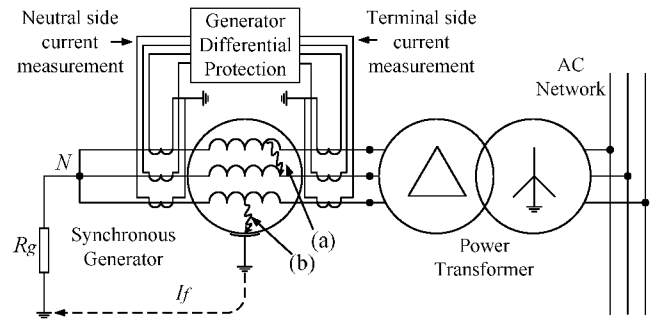 Neutral side
current
measurement
Generator
Differential
Protection
Terminal side
current
measurement
AC
Network
N
(a)
(b)
Rg
Synchronous
Generator
If
Power
Transformer